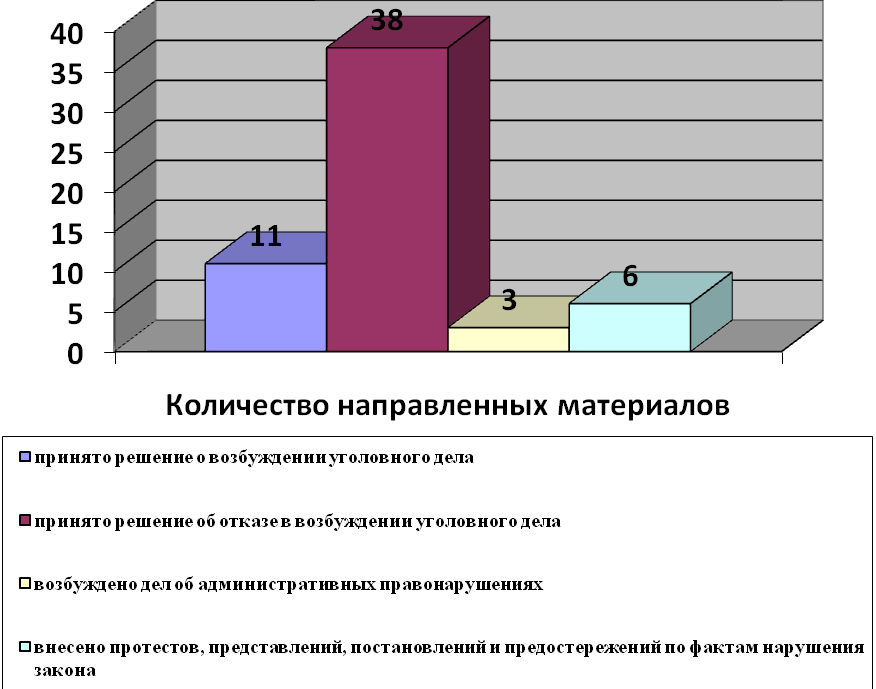 40
35
30
25
20
15
10
5
0
11
38
3
6
Количество направленных материалов
принято решение о возбуждении уголовного дела
принято решение об отказе в возбуждении уголовного дела
возбуждено дел об административных правонарушениях
внесено протестов, представлений, постановлений и предостережений по фактам нарушения
закона